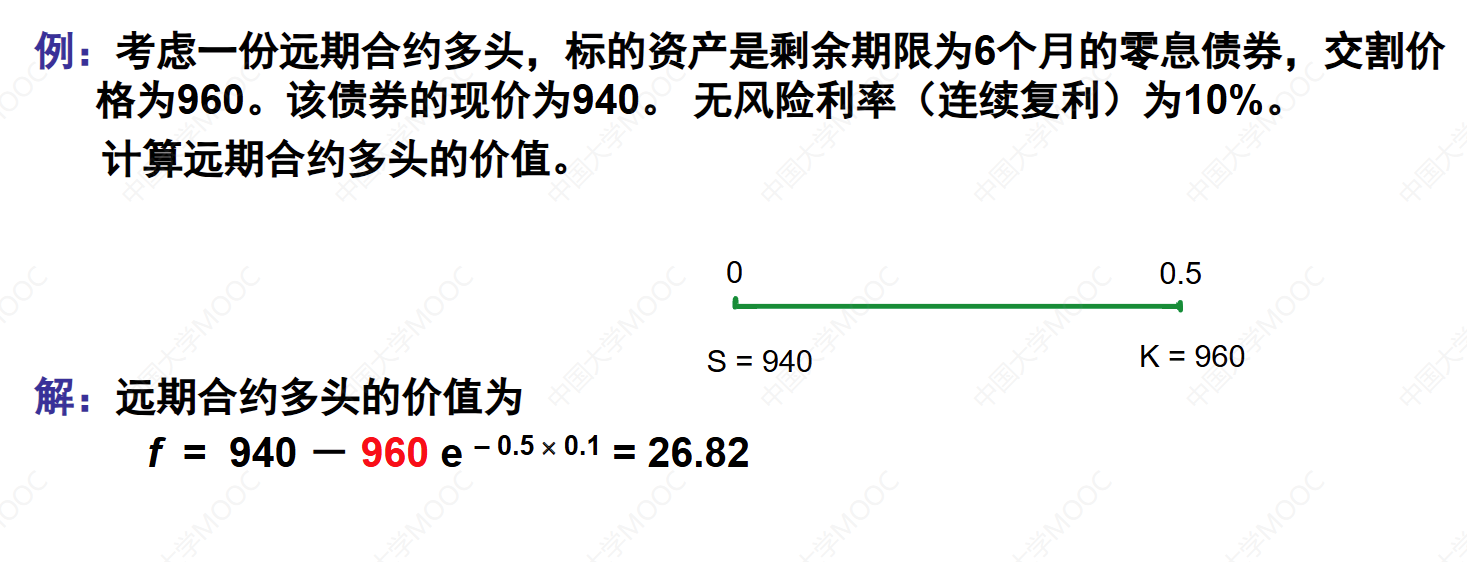 例：考虑一份远期合约多头，标的资产是剩余期限为6个月的零息债券，交割价
格为960。该债券的现价为940。 无风险利率（连续复利）为10%。
计算远期合约多头的价值。
0 0.5
S = 940 K = 960
解：远期合约多头的价值为
f = 940 － 960 e – 0.5 × 0.1 = 26.82
中国大学MOOC